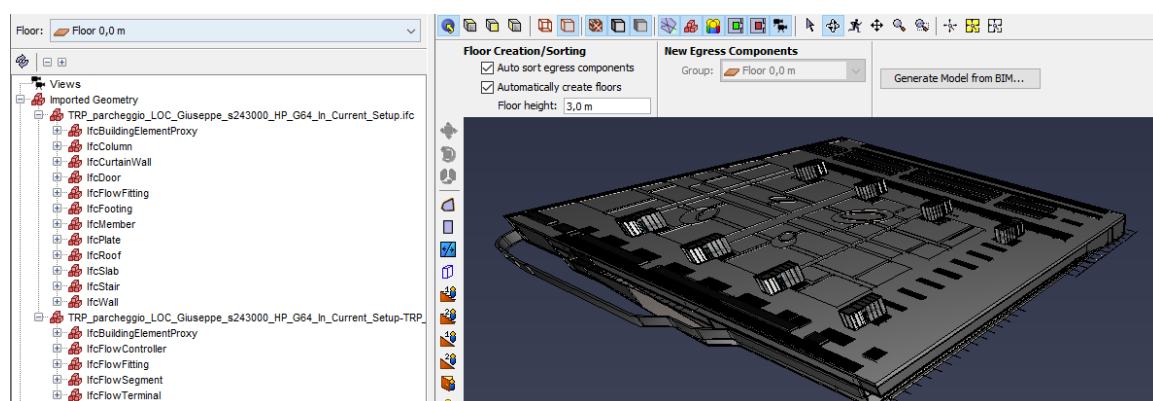 Floor: Floor 0,0 m
Views
Imported Geometry
TRP_parcheggio_LOC_Giuseppe_s243000_HP_G64_In_Current_Setup.ifc
IfcBuildingElementProxy
IfcColumn
IfcCurtainWall
IfcDoor
IfcFlowFitting
IfcFooting
IfcMember
IfcPlate
IfcRoof
IfcSlab
IfcStair
IfcWall
TRP_parcheggio_LOC_Giuseppe_s243000_HP_G64_In_Current_Setup-TRP_
IfcBuildingElementProxy
IfcFlowController
IfcFlowFitting
IfcFlowSegment
IfcFlowTerminal
Floor Creation/Sorting
Auto sort egress components
Automatically create floors
Floor height: 3,0 m
New Egress Components
Group: Floor 0,0 m
Generate Model from BIM...